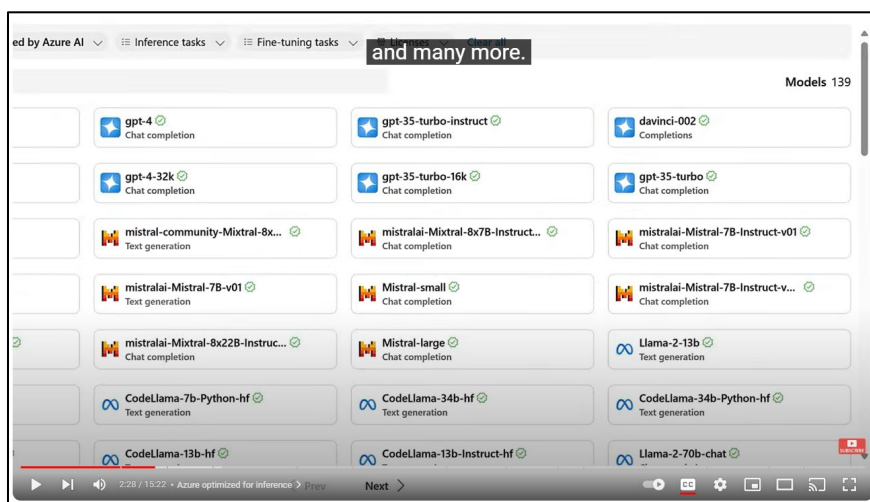 ed by Azure AI Inference tasks Fine-tuning tasks Licenses Clear all
and many more.
Models 139
gpt-4 gpt-35-turbo-instruct davinci-002
Chat completion Chat completion Completions
gpt-4-32k gpt-35-turbo-16k gpt-35-turbo
Chat completion Chat completion Chat completion
mistral-community-Mixtral-8x... mistralai-Mixtral-8x7B-Instruct... mistralai-Mistral-7B-Instruct-v01
Text generation Chat completion Chat completion
mistralai-Mistral-7B-v01 Mistral-small mistralai-Mistral-7B-Instruct-v...
Text generation Chat completion Chat completion
mistralai-Mixtral-8x22B-Instruc... Mistral-large Llama-2-13b
Chat completion Chat completion Text generation
CodeLlama-7b-Python-hf CodeLlama-34b-hf CodeLlama-34b-Python-hf
Text generation Text generation Text generation
CodeLlama-13b-hf CodeLlama-13b-Instruct-hf Llama-2-70b-chat
SUBSCRIBE
2:28 / 15:22 • Azure optimized for inference > Prev Next >
CC